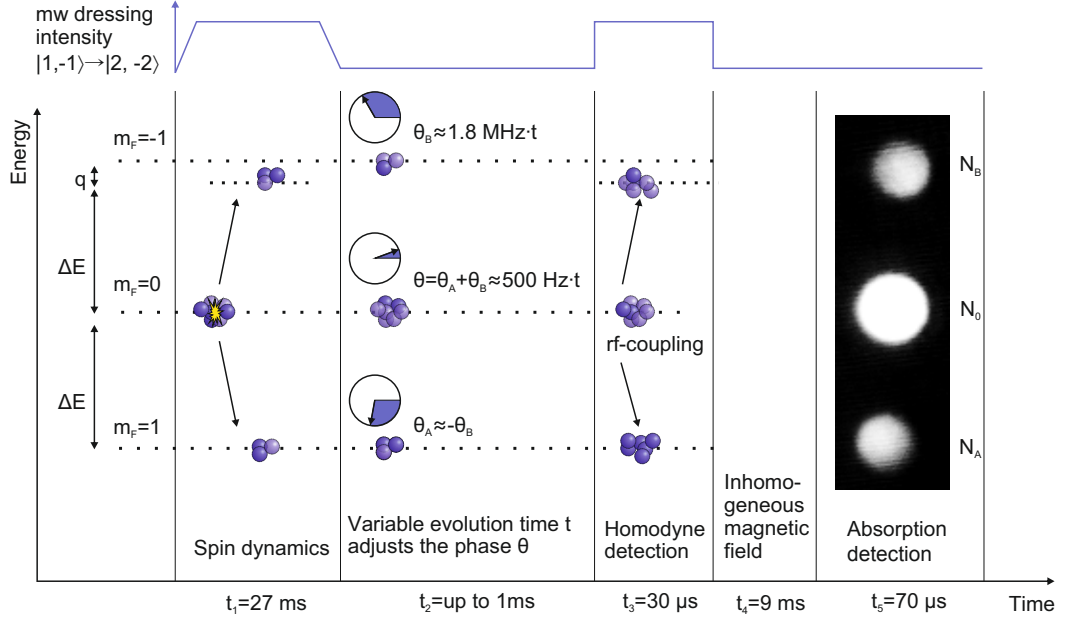 mw dressing
intensity
|1,-1⟩→|2, -2⟩
Energy
m_F=-1
θ_B≈1.8 MHz·t
N_B
q
ΔE
m_F=0
θ=θ_A+θ_B≈500 Hz·t
N_0
rf-coupling
ΔE
m_F=1
θ_A≈-θ_B
N_A
Spin dynamics
Variable evolution time t
adjusts the phase θ
Homodyne
detection
Inhomo-
geneous
magnetic
field
Absorption
detection
t_1=27 ms
t_2=up to 1ms
t_3=30 µs
t_4=9 ms
t_5=70 µs
Time